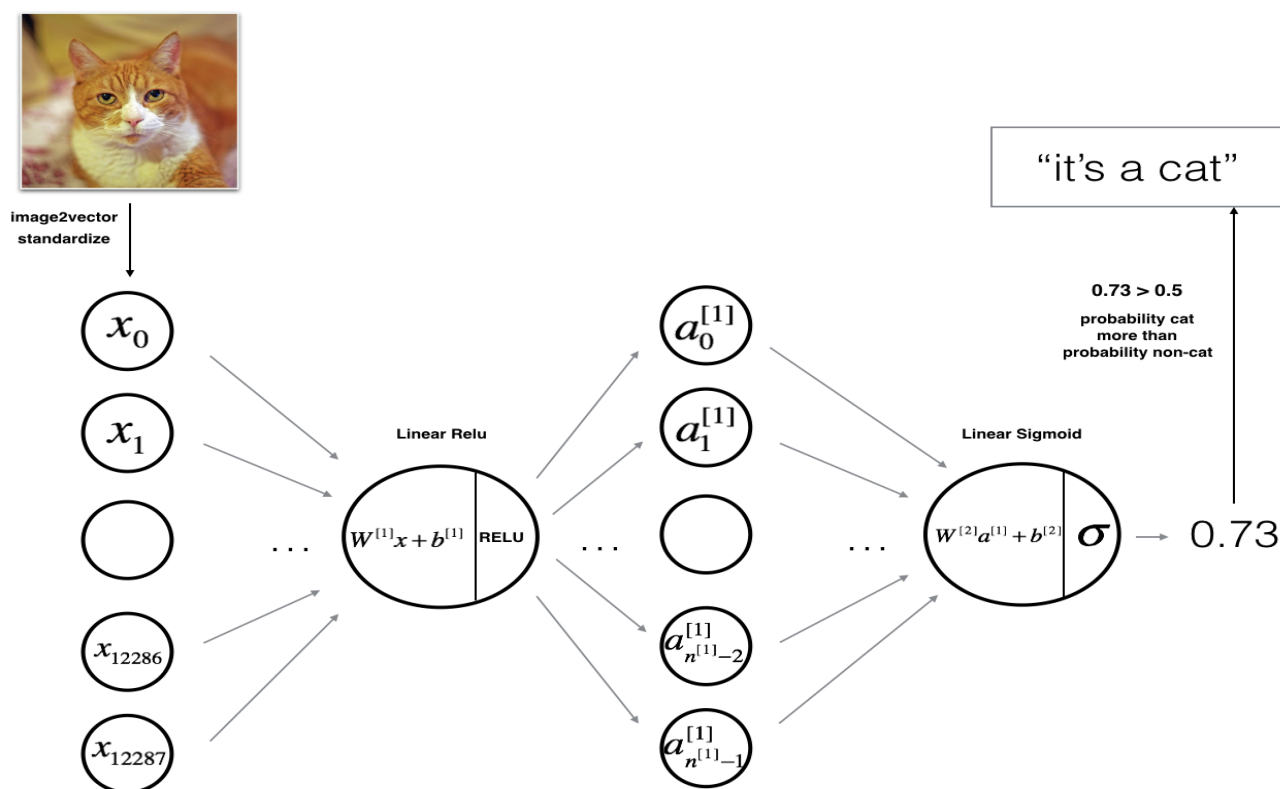 image2vector
standardize
x₀
x₁
x₁₂₂₈₆
x₁₂₂₈₇
. . .
Linear Relu
W^[1]x + b^[1]
RELU
. . .
a₀^[1]
a₁^[1]
a_{n^[1]−2}^[1]
a_{n^[1]−1}^[1]
. . .
Linear Sigmoid
W^[2]a^[1] + b^[2]
σ
0.73
0.73 > 0.5
probability cat
more than
probability non-cat
“it’s a cat”